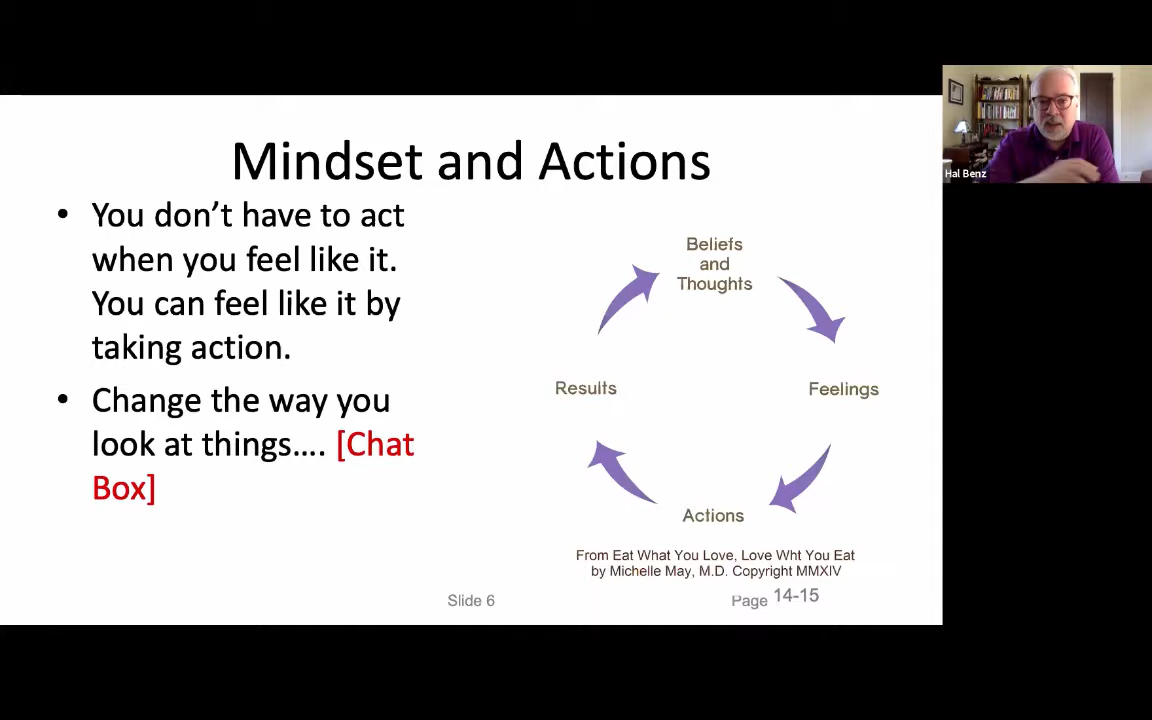 Mindset and Actions
• You don’t have to act
when you feel like it.
You can feel like it by
taking action.
• Change the way you
look at things…. [Chat
Box]
Beliefs
and
Thoughts
Results
Feelings
Actions
From Eat What You Love, Love Wht You Eat
by Michelle May, M.D. Copyright MMXIV
Slide 6
Page 14-15
Hal Benz